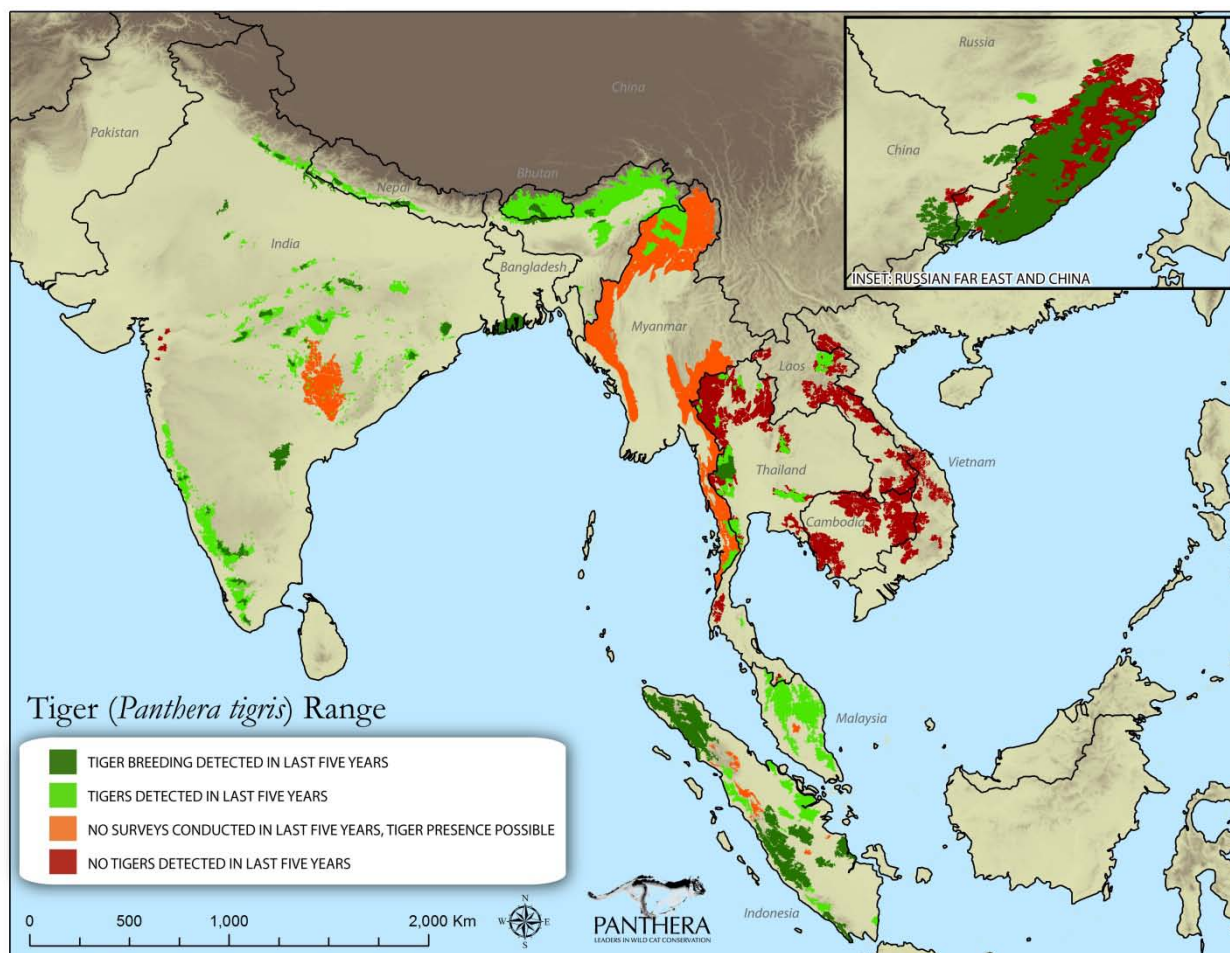 Russia
China
INSET: RUSSIAN FAR EAST AND CHINA
China
Pakistan
Nepal
Bhutan
India
Bangladesh
Myanmar
Laos
Vietnam
Thailand
Cambodia
Malaysia
Indonesia
Tiger (Panthera tigris) Range
TIGER BREEDING DETECTED IN LAST FIVE YEARS
TIGERS DETECTED IN LAST FIVE YEARS
NO SURVEYS CONDUCTED IN LAST FIVE YEARS, TIGER PRESENCE POSSIBLE
NO TIGERS DETECTED IN LAST FIVE YEARS
0 500 1,000 2,000 Km
N
W E
S
PANTHERA
LEADERS IN WILD CAT CONSERVATION